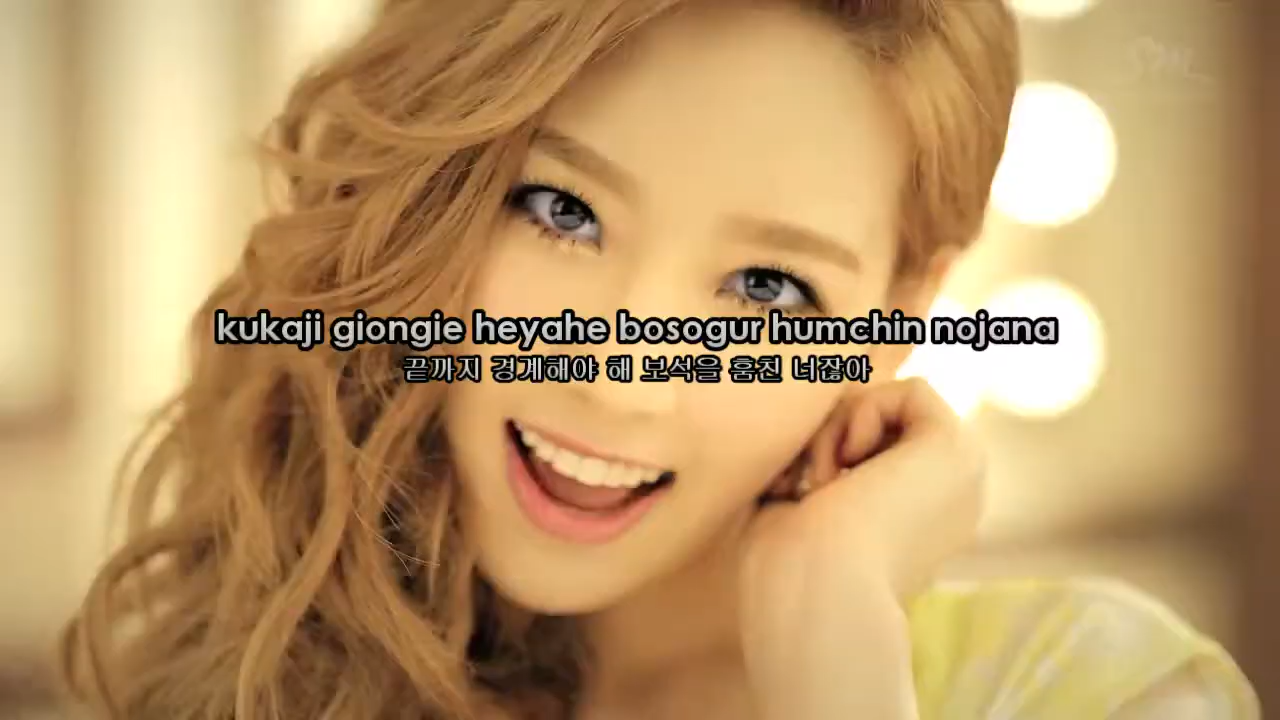 kukaji giongie heyahe bosogur humchin nojana
끝까지 경계해야 해 보석을 훔친 너잖아